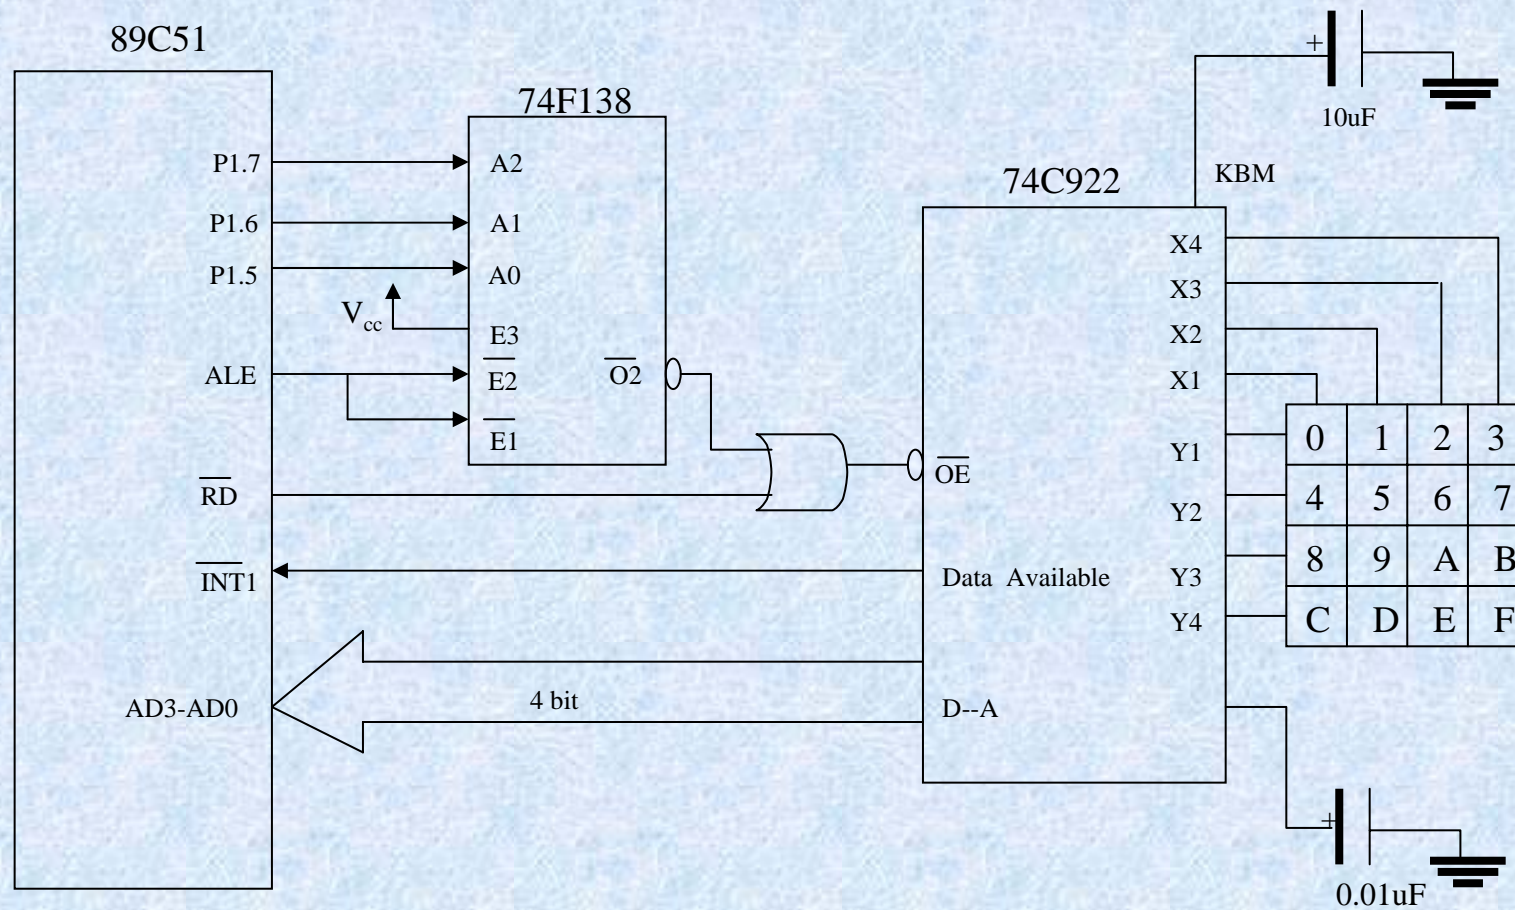 89C51
P1.7
P1.6
P1.5
ALE
RD
INT1
AD3-AD0
74F138
A2
A1
A0
Vcc
E3
E2
E1
O2
4 bit
74C922
KBM
X4
X3
X2
X1
Y1
Y2
Y3
Y4
OE
Data Available
D--A
+
10uF
0 1 2 3
4 5 6 7
8 9 A B
C D E F
+
0.01uF